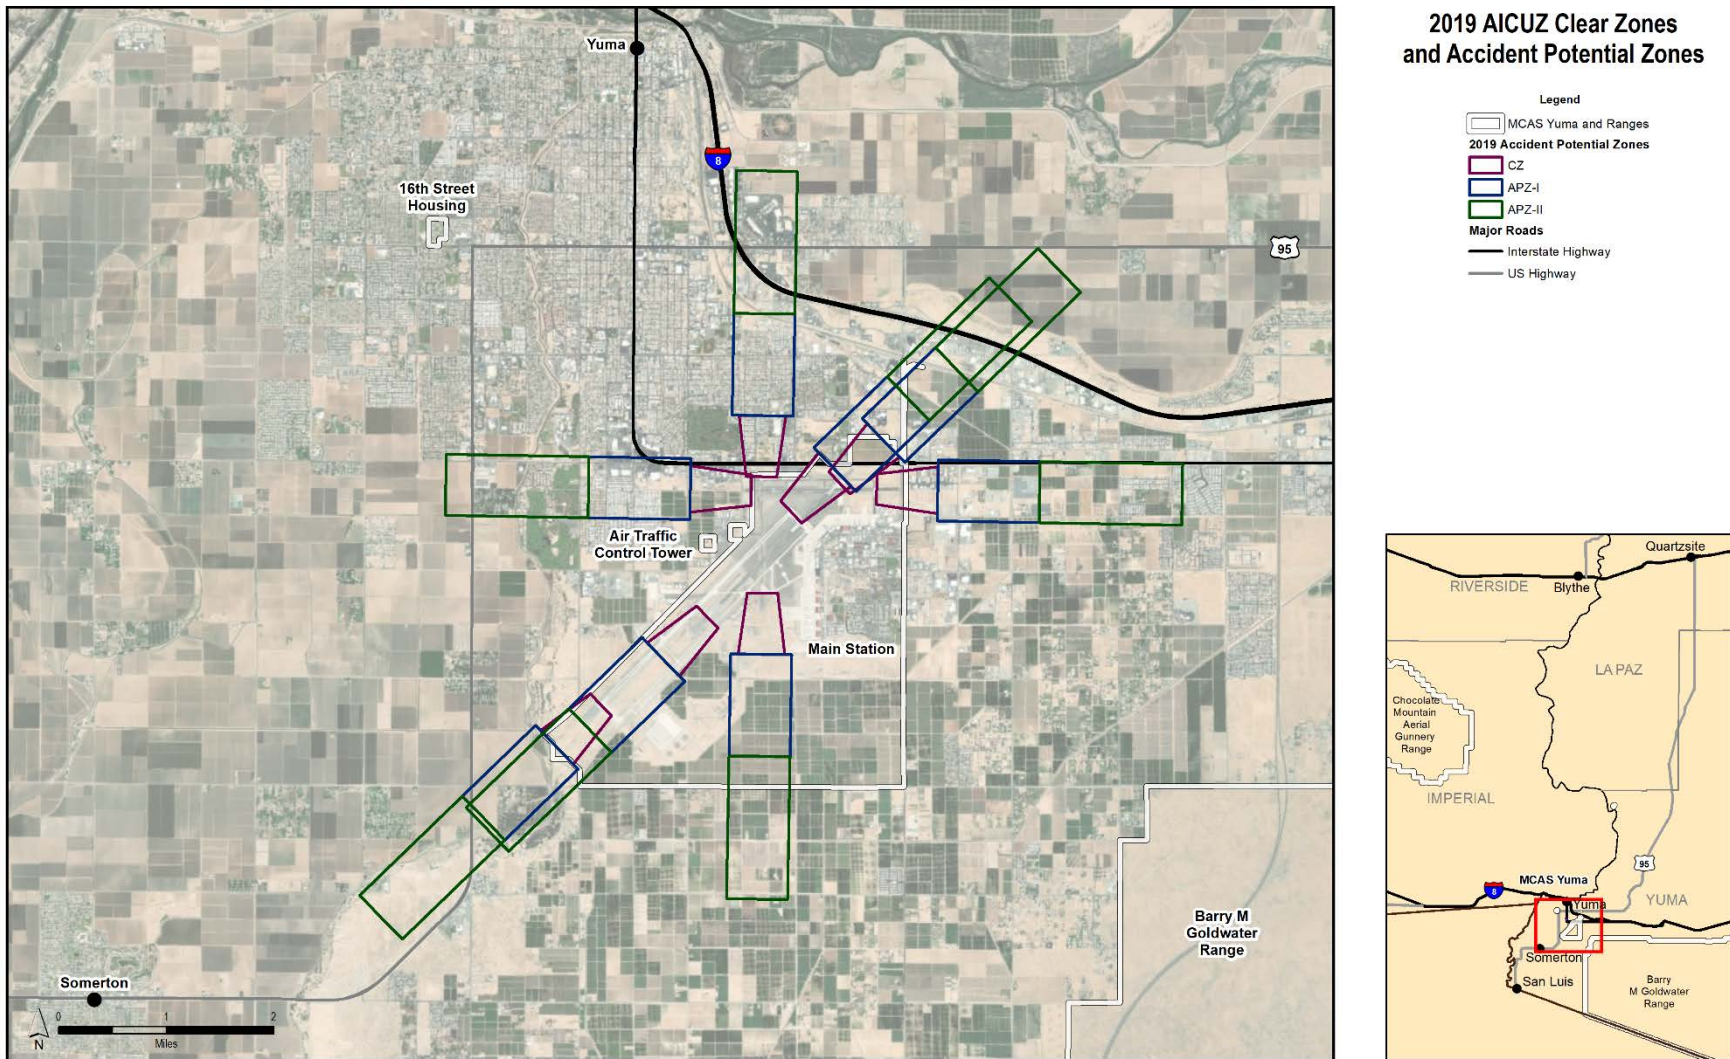 2019 AICUZ Clear Zones
and Accident Potential Zones
Legend
MCAS Yuma and Ranges
2019 Accident Potential Zones
CZ
APZ-I
APZ-II
Major Roads
Interstate Highway
US Highway
Yuma
8
16th Street
Housing
95
Air Traffic
Control Tower
Main Station
Barry M
Goldwater
Range
Somerton
0 1 2
Miles
N
Quartzsite
Blythe
RIVERSIDE
LA PAZ
Chocolate
Mountain
Aerial
Gunnery
Range
IMPERIAL
95
MCAS Yuma
8
Yuma
YUMA
Somerton
San Luis
Barry
M Goldwater
Range